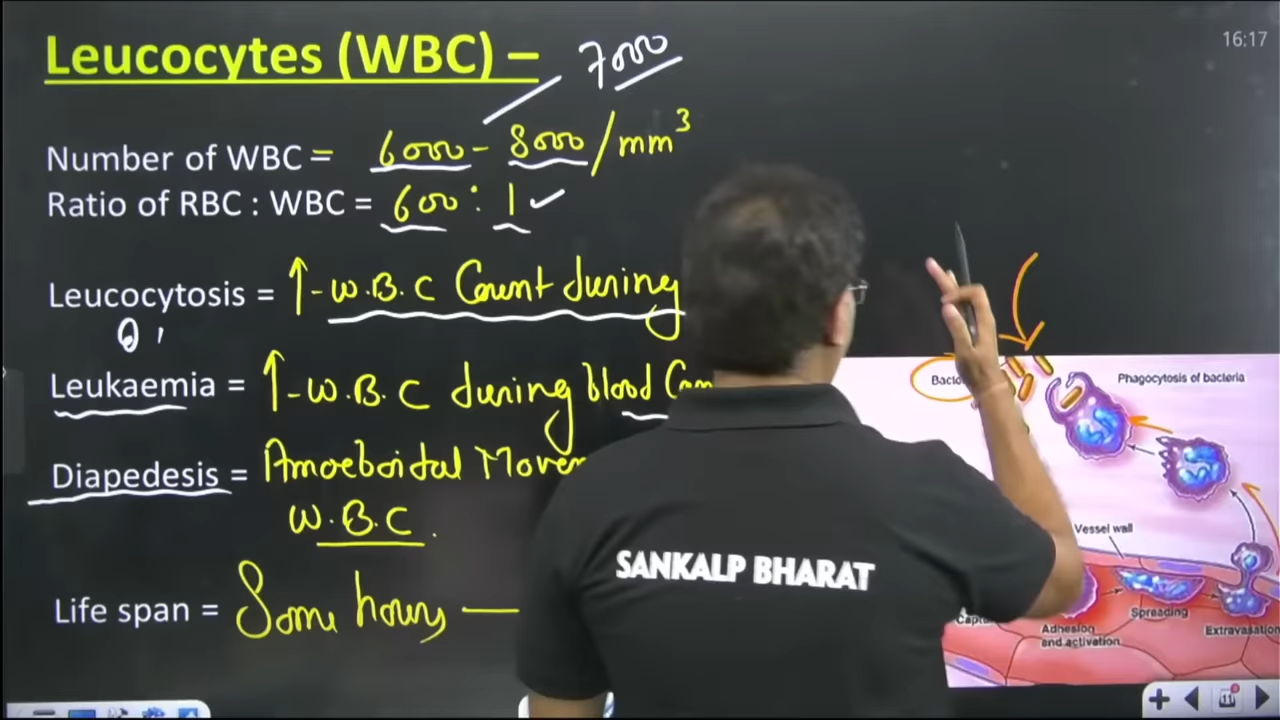 Leucocytes (WBC) – 7000
16:17
Number of WBC = 6000 - 8000/mm³
Ratio of RBC : WBC = 600 : 1
Leucocytosis = ↑- W.B.C Count during
Q,
Leukaemia = ↑- W.B.C during blood
Diapedesis = Amoeboidal
W.B.C.
Life span = Some hours —
Phagocytosis of bacteria
Vessel wall
Spreading
Adhesion
and activation
Extravasation
SANKALP BHARAT